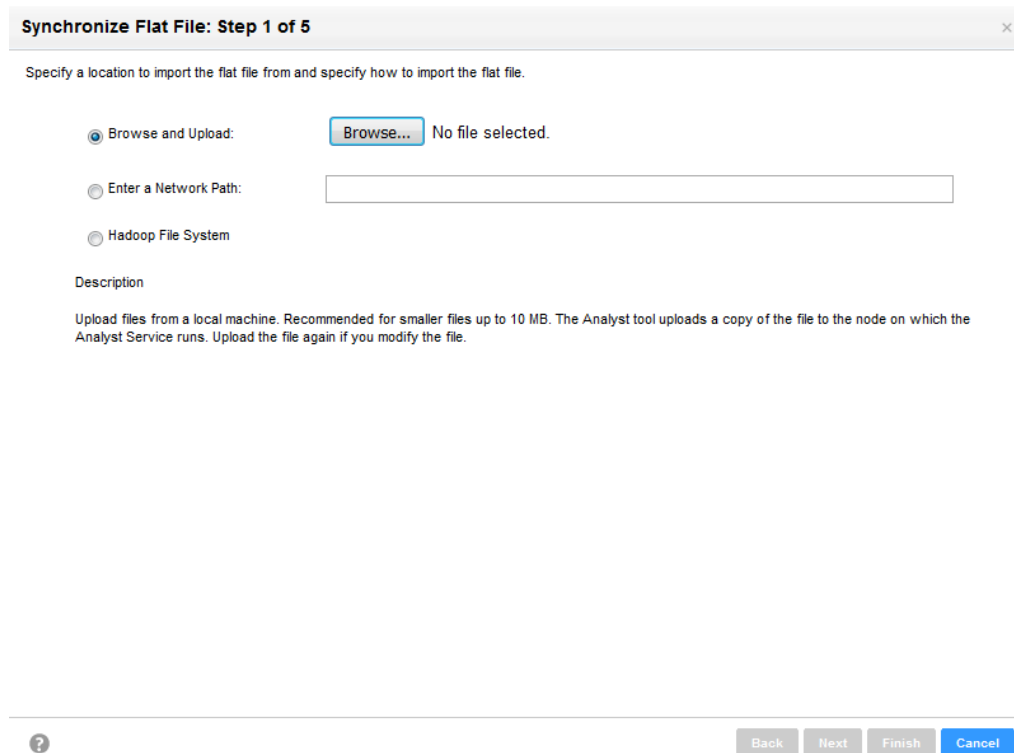 Synchronize Flat File: Step 1 of 5
×
Specify a location to import the flat file from and specify how to import the flat file.
Browse and Upload: Browse... No file selected.
Enter a Network Path:
Hadoop File System
Description
Upload files from a local machine. Recommended for smaller files up to 10 MB. The Analyst tool uploads a copy of the file to the node on which the
Analyst Service runs. Upload the file again if you modify the file.
? Back Next Finish Cancel